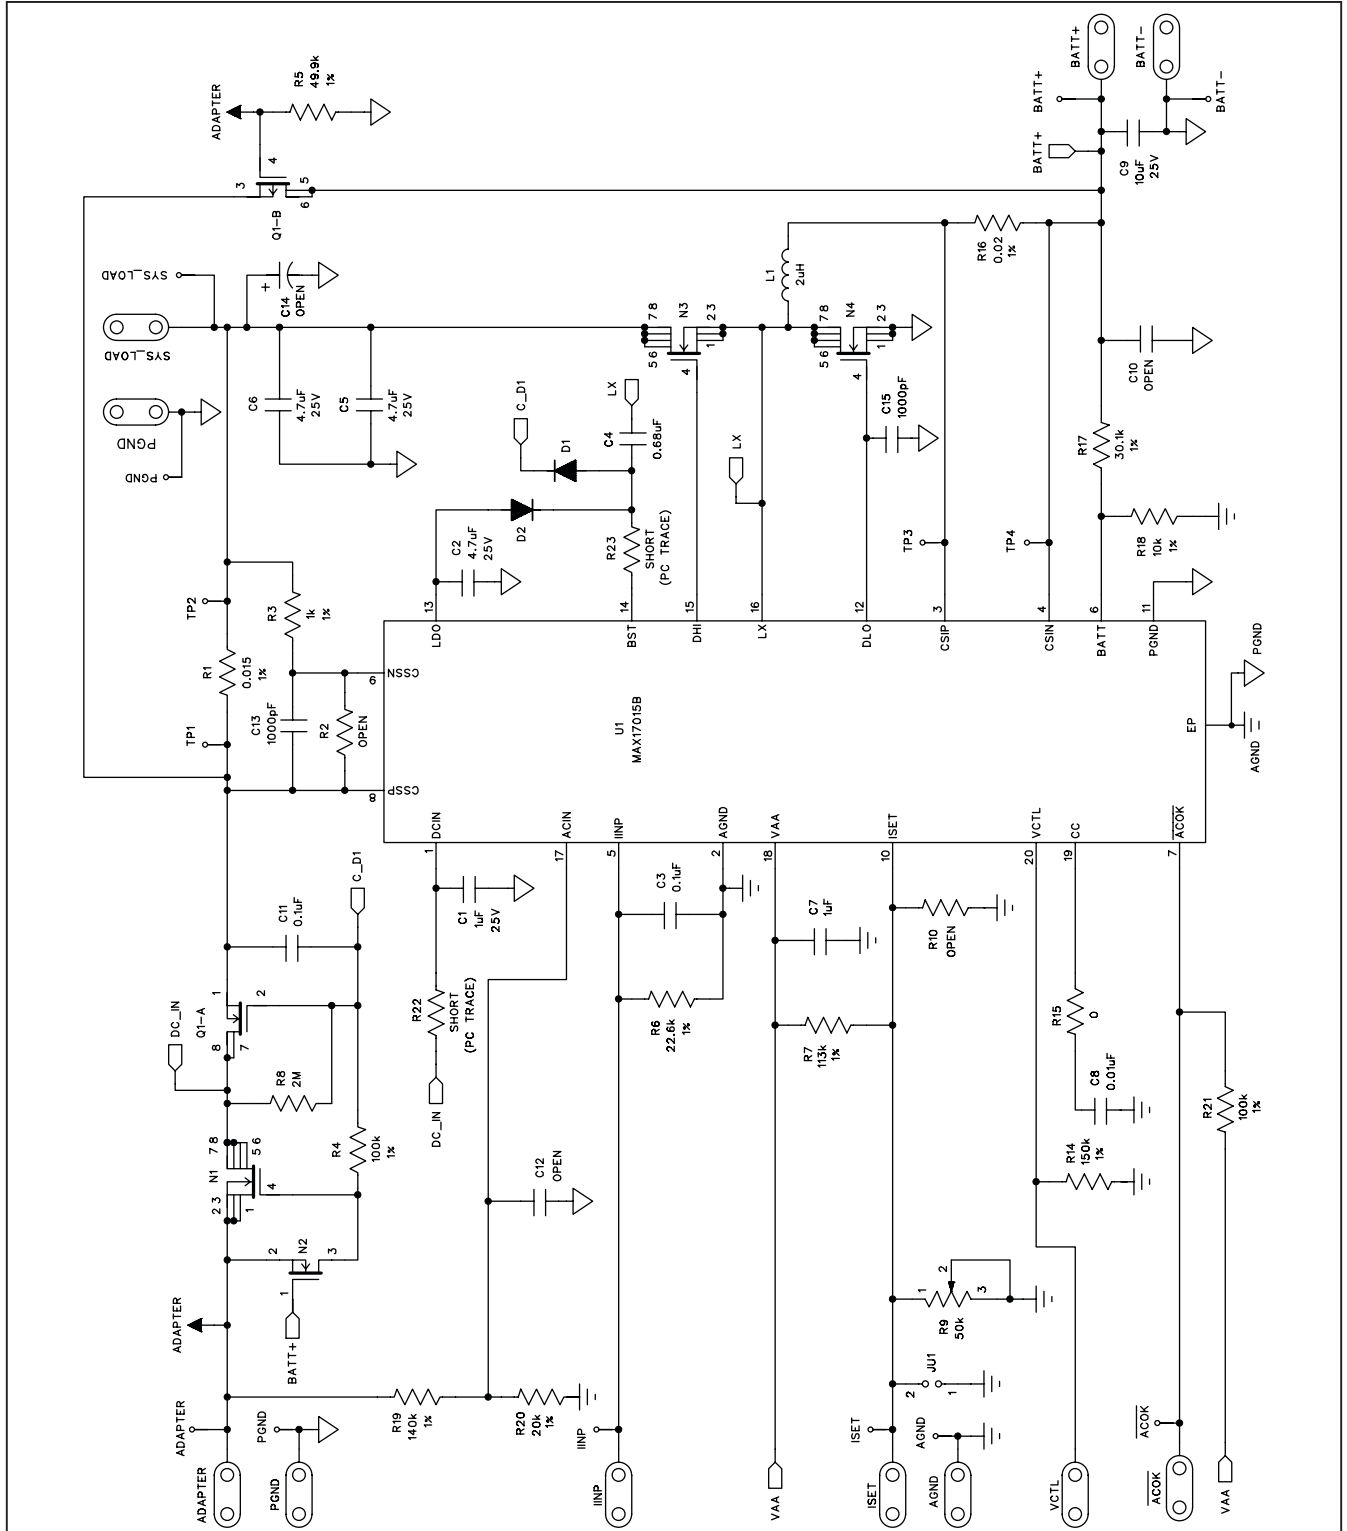 ADAPTER
R5
49.9k
1%
4
3
5
6
Q1-B
BATT+
BATT-
BATT+
BATT-
BATT+
C9
10uF
25V
SYS_LOAD
SYS_LOAD
+
C14
OPEN
PGND
PGND
C6
4.7uF
25V
C5
4.7uF
25V
C_D1
D1
LX
C4
0.68uF
7 8
N3
5 6
4
2 3
1
L1
2uH
7 8
N4
5 6
4
2 3
1
R16
0.02
1%
C15
1000pF
LX
C10
OPEN
R17
30.1k
1%
R18
10k
1%
D2
C2
4.7uF
25V
R23
SHORT
(PC TRACE)
TP3
TP4
TP2
R1
0.015
1%
TP1
R3
1k
1%
C13
1000pF
R2
OPEN
13
14
15
16
12
3
4
6
11
LDO
BST
DHI
LX
DLO
CSIP
CSIN
BATT
PGND
9
CSSN
8
CSSP
U1
MAX17015B
EP
PGND
AGND
DCIN
ACIN
IINP
AGND
VAA
ISET
VCTL
CC
ACOK
1
17
5
2
18
10
20
19
7
C_D1
C11
0.1uF
DC_IN
Q1-A
1
2
8
7
R8
2M
R4
100k
1%
7 8
5 6
N1
4
2 3
1
N2
2
3
1
BATT+
ADAPTER
ADAPTER
ADAPTER
PGND
PGND
C1
1uF
25V
R22
SHORT
(PC TRACE)
DC_IN
C12
OPEN
R19
140k
1%
R20
20k
1%
C3
0.1uF
R6
22.6k
1%
IINP
IINP
C7
1uF
R7
113k
1%
VAA
R10
OPEN
R9
50k
1
2
3
JU1
2
1
ISET
ISET
AGND
AGND
R15
0
C8
0.01uF
R14
150k
1%
VCTL
R21
100k
1%
ACOK
ACOK
VAA